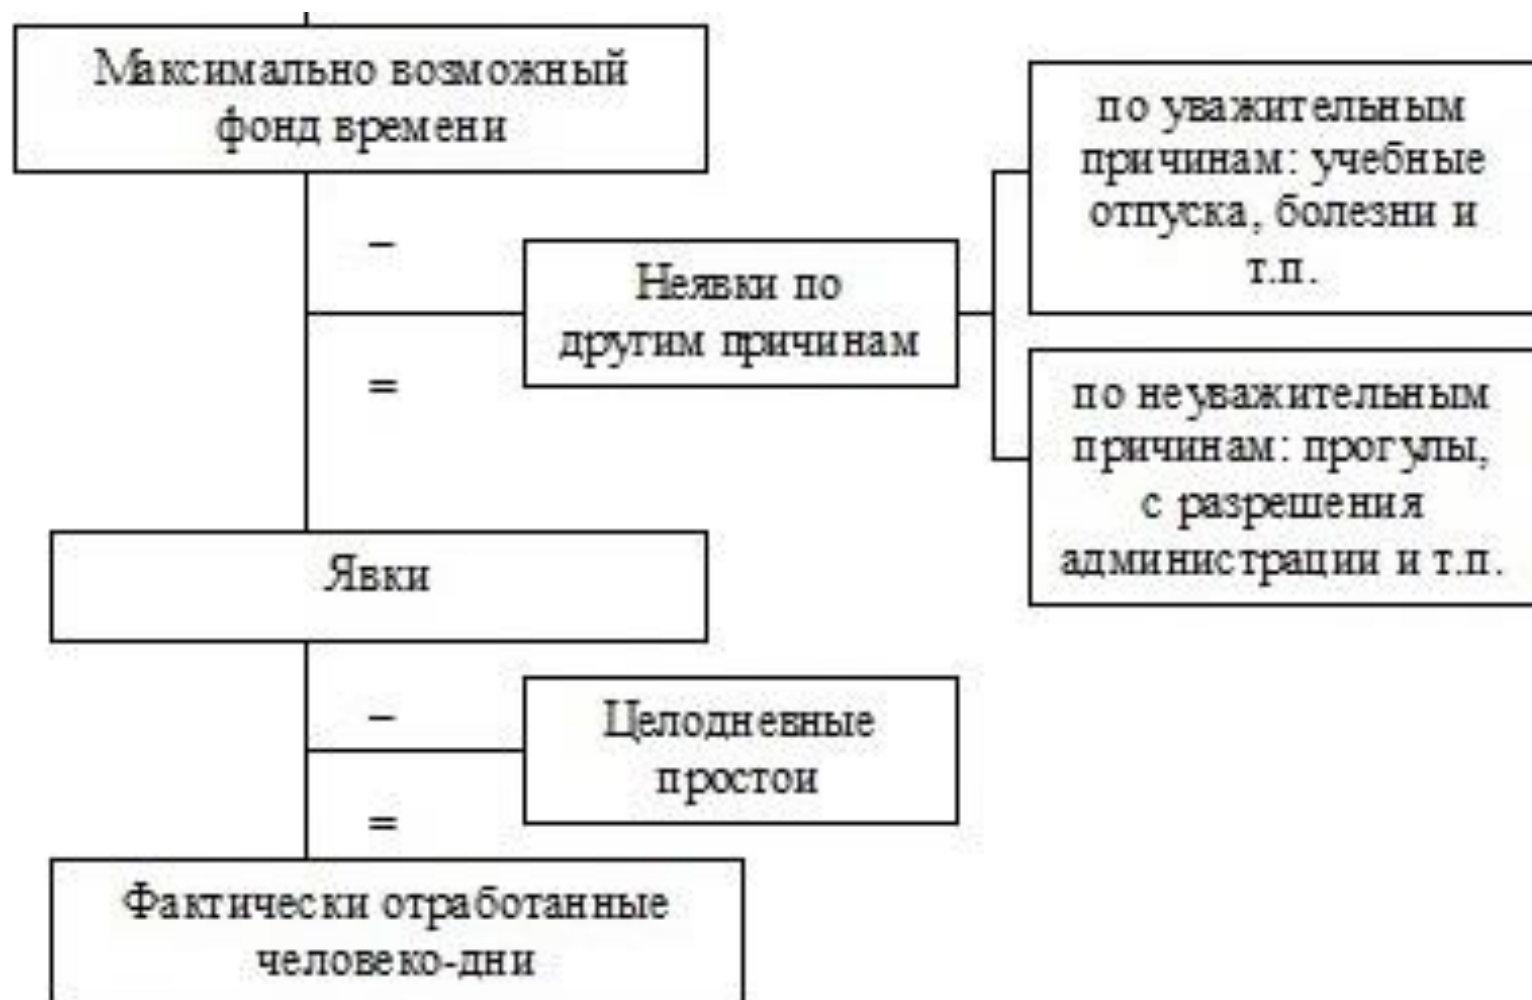 Максимально возможный
фонд времени
по уважительным
причинам: учебные
отпуска, болезни и
т.п.
–
Неявки по
другим причинам
=
по неуважительным
причинам: прогулы,
с разрешения
администрации и т.п.
Явки
–
Целодневные
простои
=
Фактически отработанные
человеко-дни